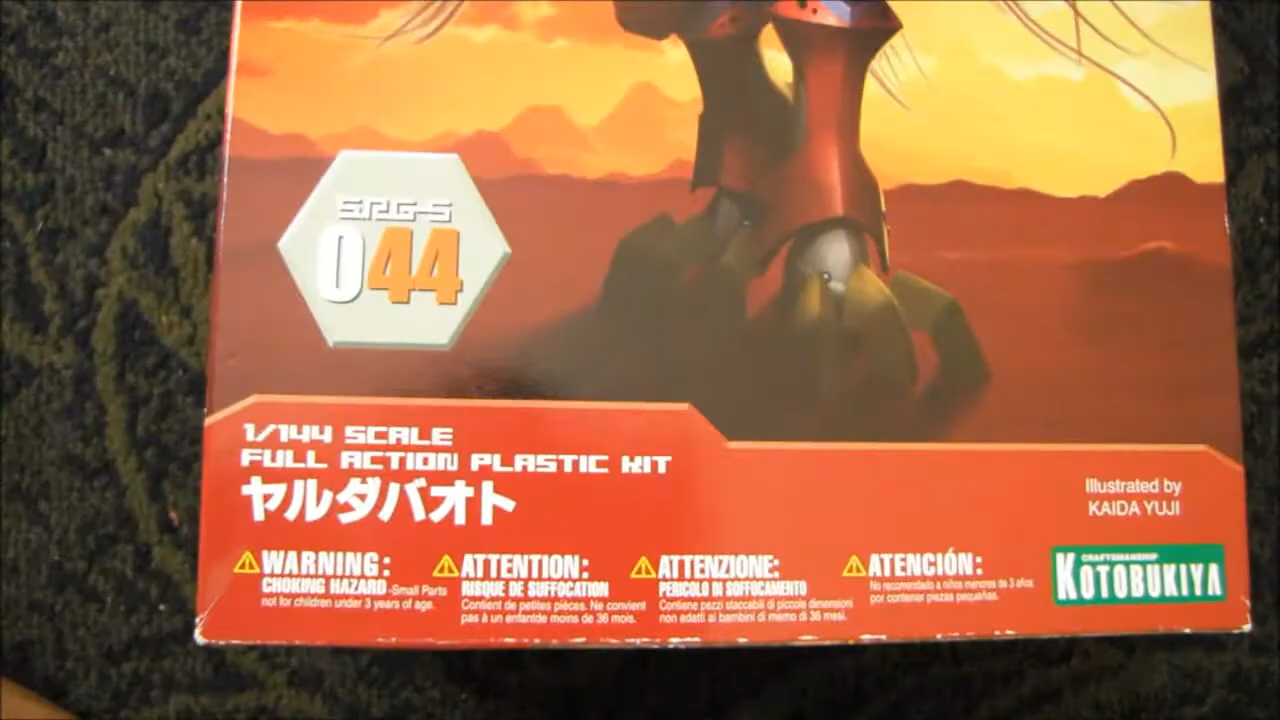 SRG-S
044
1/144 SCALE
FULL ACTION PLASTIC KIT
ヤルダバオト
Illustrated by
KAIDA YUJI
WARNING:
CHOKING HAZARD-Small Parts
not for children under 3 years of age.
ATTENTION:
RISQUE DE SUFFOCATION
Contient de petites pièces. Ne convient
pas à un enfantde moins de 36 mois.
ATTENZIONE:
PERICOLO DI SOFFOCAMENTO
Contiene pezzi staccabili di piccole dimensioni
non adatti ai bambini di memo di 36 mesi.
ATENCIÓN:
No recomendado a niños menores de 3 años
por contener piezas pequeñas.
CRAFTSMANSHIP
KOTOBUKIYA